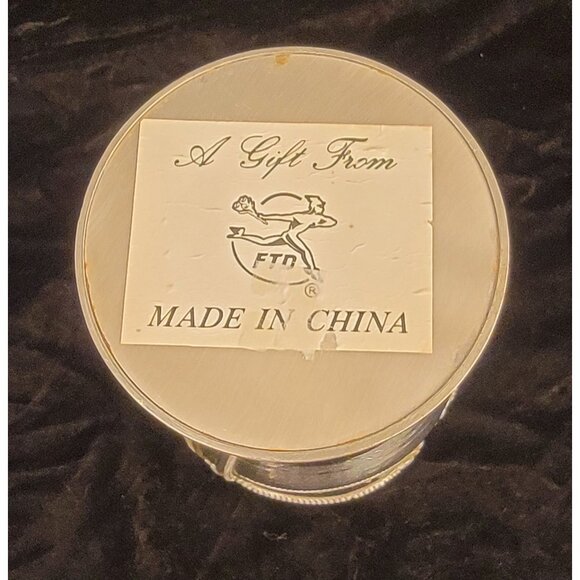 A Gift From
FTD
®
MADE IN CHINA